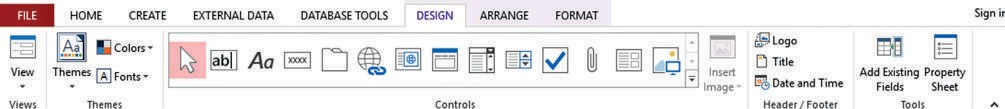 FILE HOME CREATE EXTERNAL DATA DATABASE TOOLS DESIGN ARRANGE FORMAT Sign in
View
Views
Aa
Themes
Colors
A Fonts
Themes
ab
Aa
xxxx
Insert
Image
Controls
Logo
Title
Date and Time
Header / Footer
Add Existing
Fields
Property
Sheet
Tools